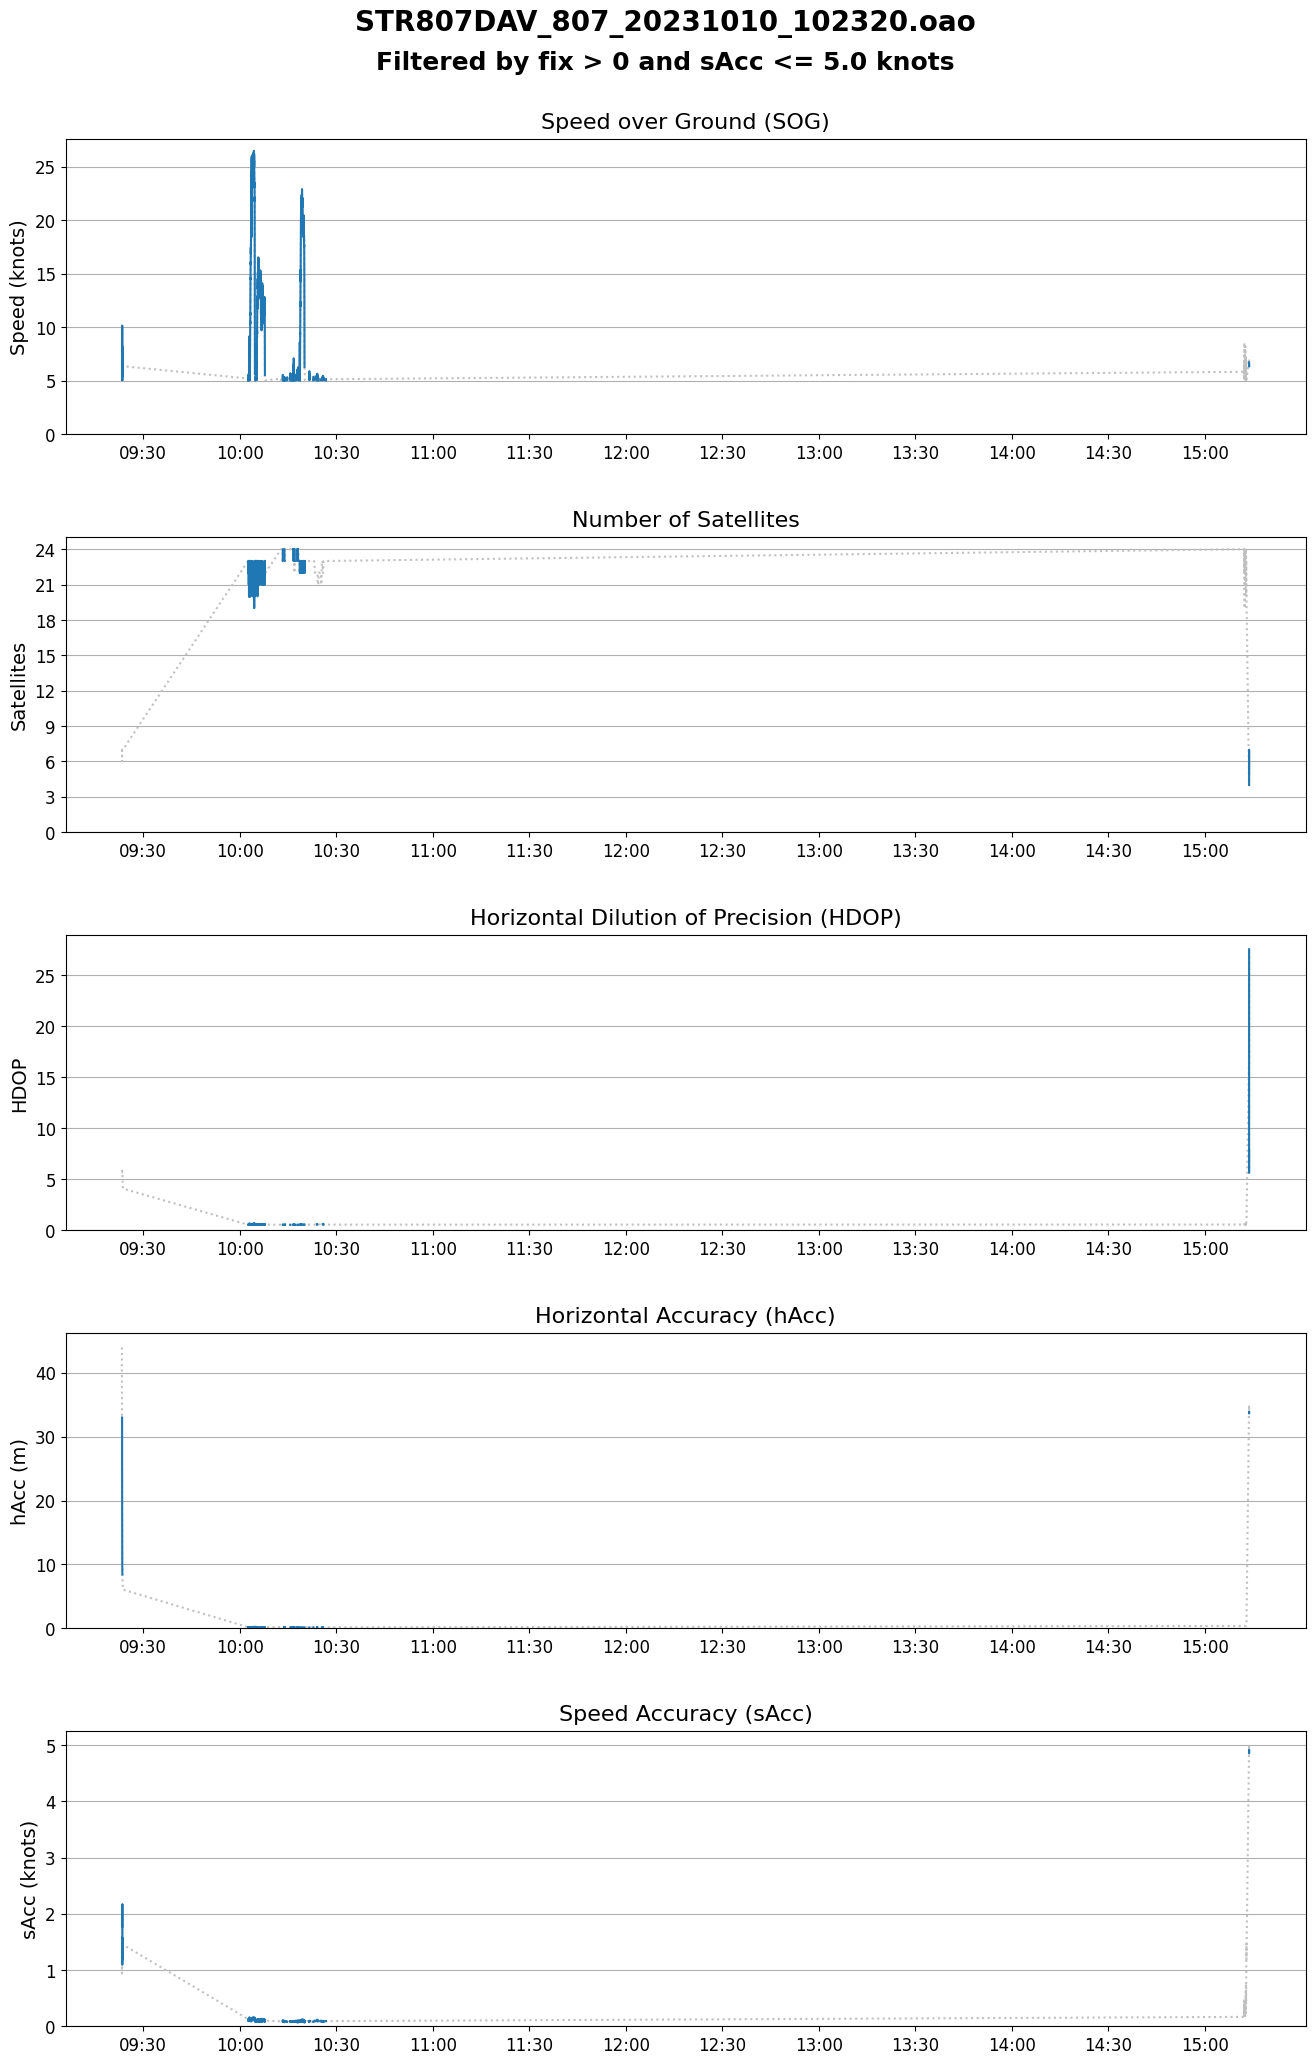 STR807DAV_807_20231010_102320.oao
Filtered by fix > 0 and sAcc <= 5.0 knots
Speed over Ground (SOG)
Speed (knots)
25
20
15
10
5
0
09:30 10:00 10:30 11:00 11:30 12:00 12:30 13:00 13:30 14:00 14:30 15:00
Number of Satellites
Satellites
24
21
18
15
12
9
6
3
0
09:30 10:00 10:30 11:00 11:30 12:00 12:30 13:00 13:30 14:00 14:30 15:00
Horizontal Dilution of Precision (HDOP)
HDOP
25
20
15
10
5
0
09:30 10:00 10:30 11:00 11:30 12:00 12:30 13:00 13:30 14:00 14:30 15:00
Horizontal Accuracy (hAcc)
hAcc (m)
40
30
20
10
0
09:30 10:00 10:30 11:00 11:30 12:00 12:30 13:00 13:30 14:00 14:30 15:00
Speed Accuracy (sAcc)
sAcc (knots)
5
4
3
2
1
0
09:30 10:00 10:30 11:00 11:30 12:00 12:30 13:00 13:30 14:00 14:30 15:00